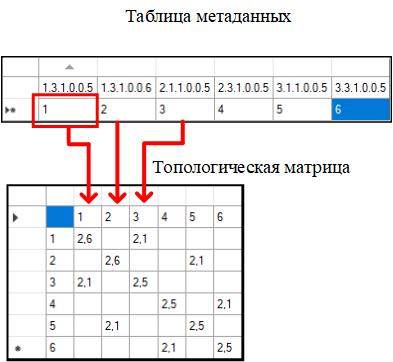 Таблица метаданных
1.3.1.0.0.5 1.3.1.0.0.6 2.1.1.0.0.5 2.3.1.0.0.5 3.1.1.0.0.5 3.3.1.0.0.5
1 2 3 4 5 6
Топологическая матрица
1 2 3 4 5 6
1 2,6 2,1
2 2,6 2,1
3 2,1 2,5
4 2,5 2,1
5 2,1 2,5
6 2,1 2,5